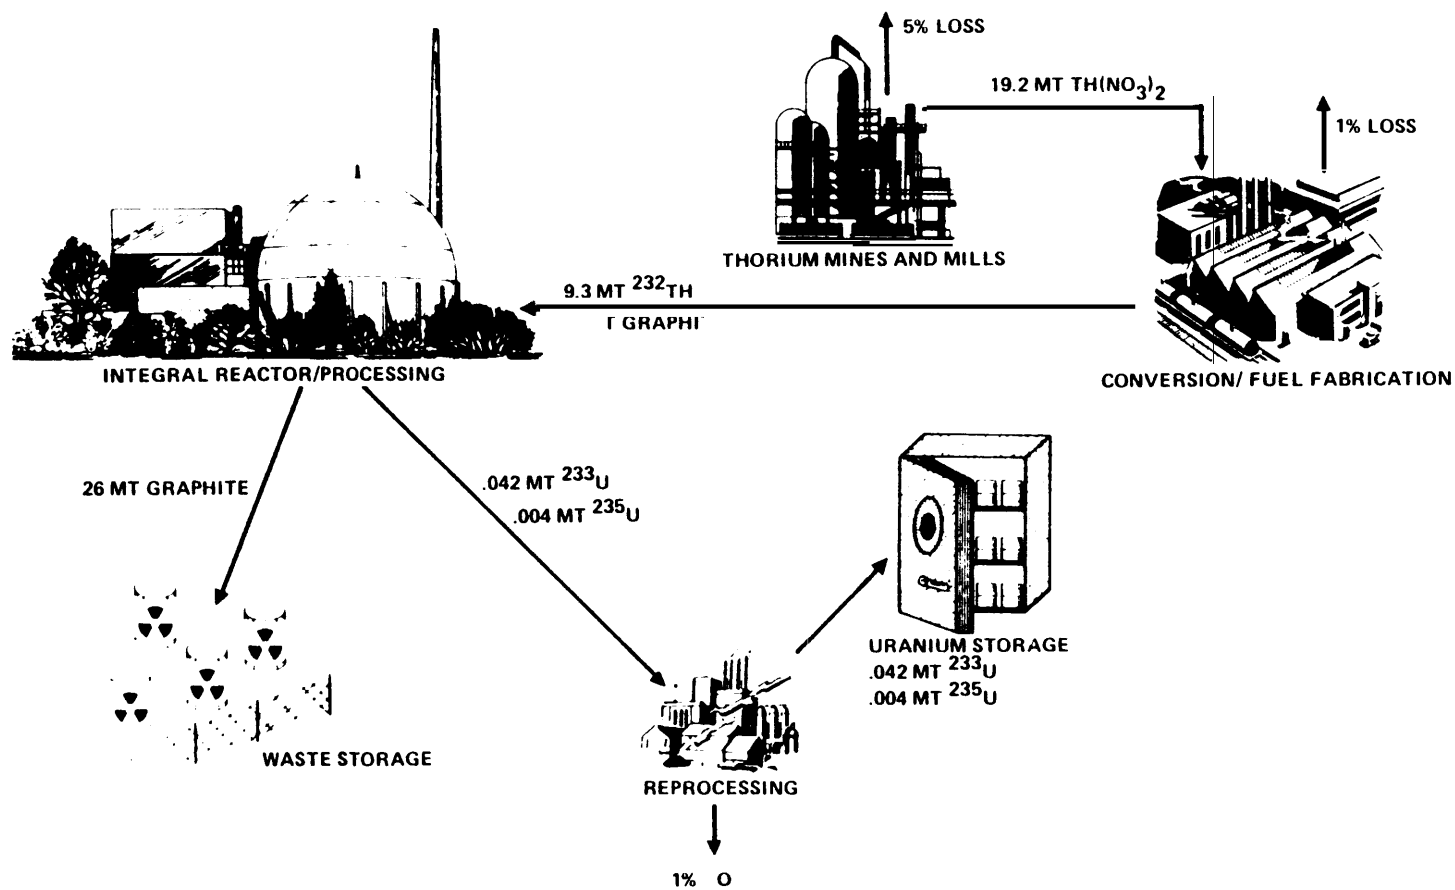 5% LOSS
19.2 MT TH(NO3)2
1% LOSS
THORIUM MINES AND MILLS
9.3 MT 232TH
INTEGRAL REACTOR/PROCESSING
CONVERSION/ FUEL FABRICATION
26 MT GRAPHITE
.042 MT 233U
.004 MT 235U
URANIUM STORAGE
.042 MT 233U
.004 MT 235U
WASTE STORAGE
REPROCESSING
1%